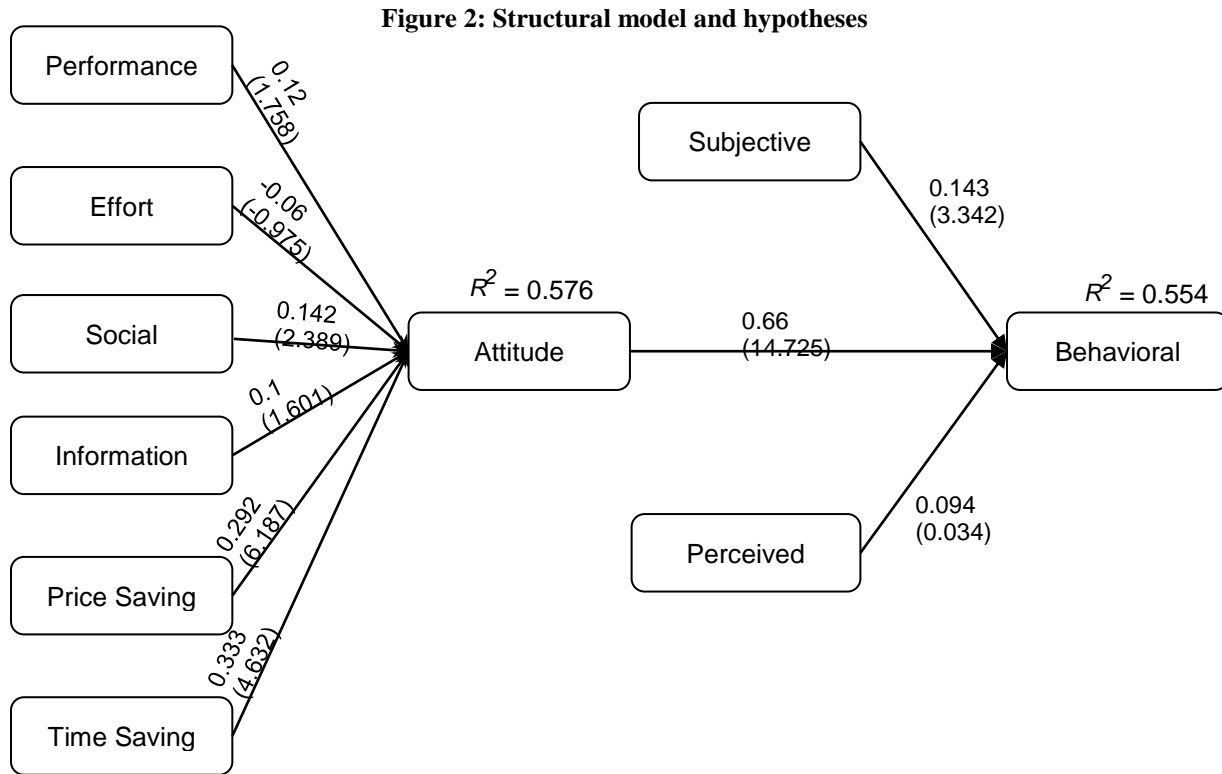 Figure 2: Structural model and hypotheses
Performance
0.12
(1.758)
Effort
-0.06
(-0.975)
Social
0.142
(2.389)
Information
0.1
(1.601)
Price Saving
0.292
(6.187)
Time Saving
0.333
(4.632)
R² = 0.576
Attitude
0.66
(14.725)
Subjective
0.143
(3.342)
R² = 0.554
Behavioral
Perceived
0.094
(0.034)